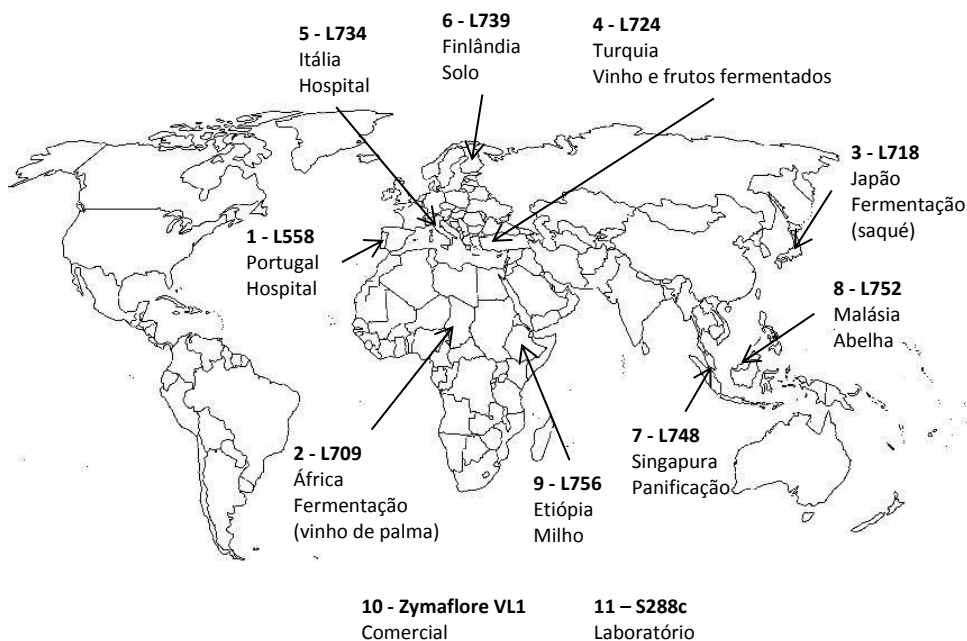 5 - L734
Itália
Hospital
6 - L739
Finlândia
Solo
4 - L724
Turquia
Vinho e frutos fermentados
3 - L718
Japão
Fermentação
(saqué)
1 - L558
Portugal
Hospital
8 - L752
Malásia
Abelha
2 - L709
África
Fermentação
(vinho de palma)
9 - L756
Etiópia
Milho
7 - L748
Singapura
Panificação
10 - Zymaflore VL1
Comercial
11 – S288c
Laboratório